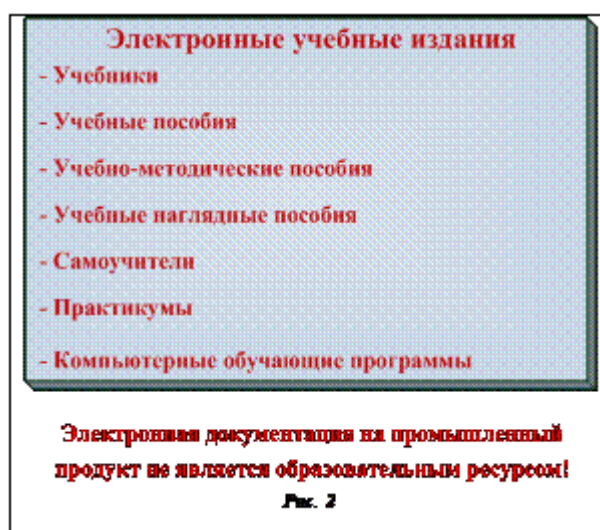 Электронные учебные издания
- Учебники
- Учебные пособия
- Учебно-методические пособия
- Учебные наглядные пособия
- Самоучители
- Практикумы
- Компьютерные обучающие программы
Электронная документация на промышленный
продукт не является образовательным ресурсом!
Рис. 2